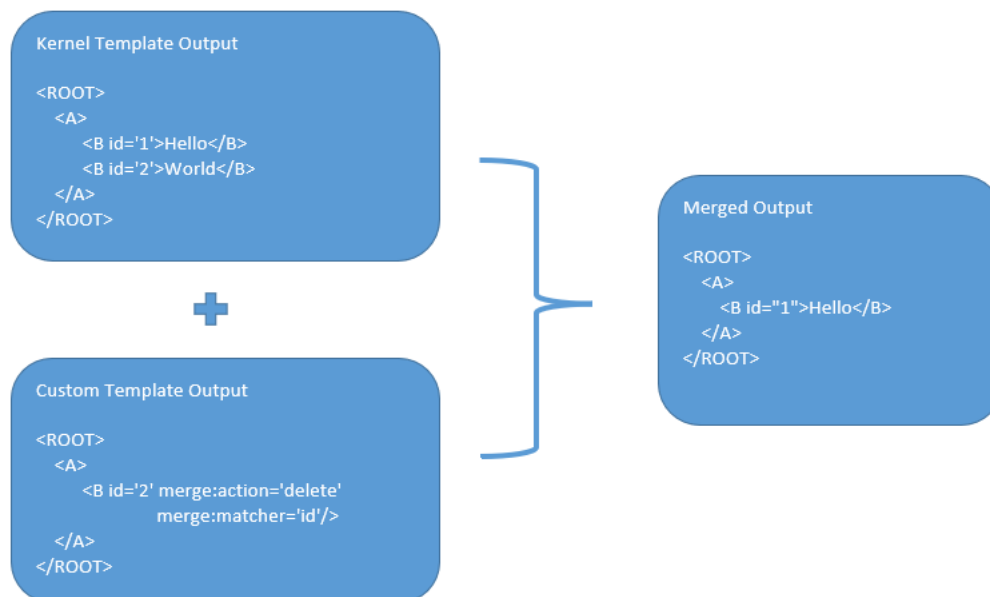 Kernel Template Output
<ROOT>
<A>
<B id='1'>Hello</B>
<B id='2'>World</B>
</A>
</ROOT>
Custom Template Output
<ROOT>
<A>
<B id='2' merge:action='delete'
merge:matcher='id'/>
</A>
</ROOT>
Merged Output
<ROOT>
<A>
<B id="1">Hello</B>
</A>
</ROOT>